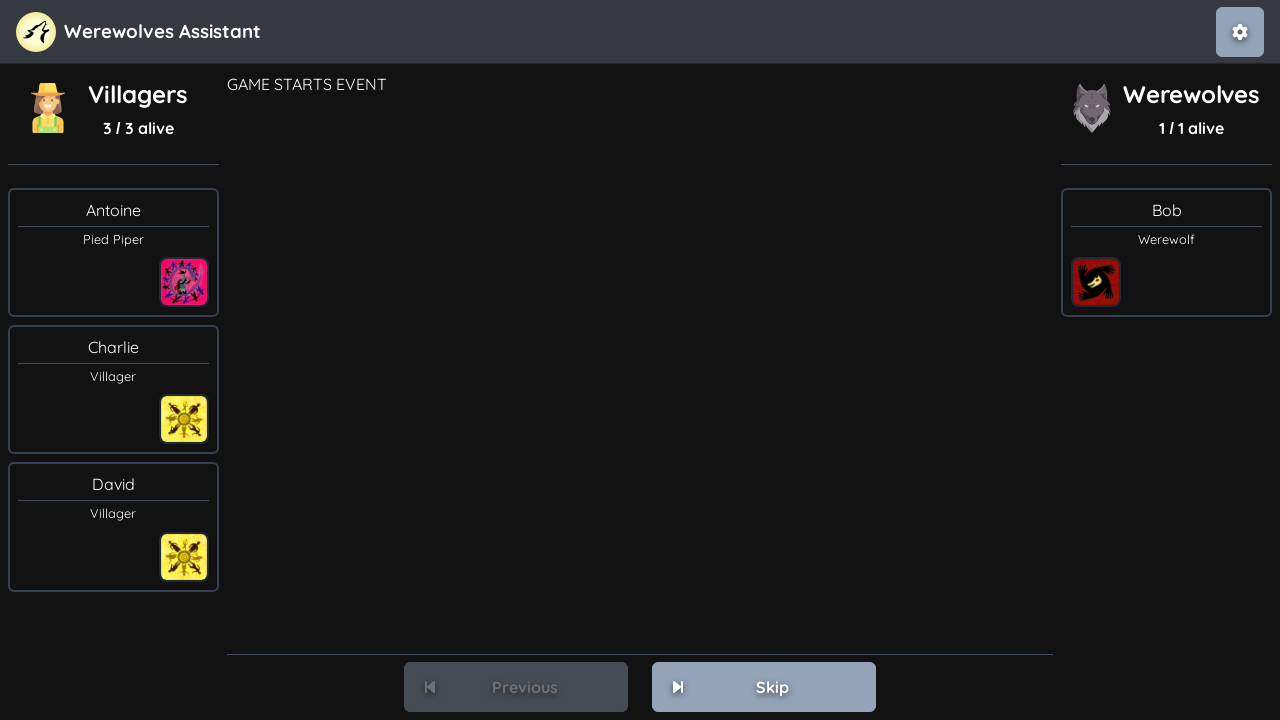 Werewolves Assistant
Villagers
3 / 3 alive
Antoine
Pied Piper
Charlie
Villager
David
Villager
GAME STARTS EVENT
Previous
Skip
Werewolves
1 / 1 alive
Bob
Werewolf